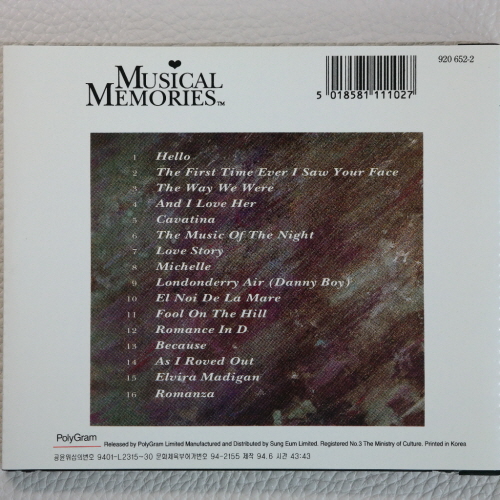 920 652-2
MUSICAL
MEMORIES™
5 018581 111027
1 Hello
2 The First Time Ever I Saw Your Face
3 The Way We Were
4 And I Love Her
5 Cavatina
6 The Music Of The Night
7 Love Story
8 Michelle
9 Londonderry Air (Danny Boy)
10 El Noi De La Mare
11 Fool On The Hill
12 Romance In D
13 Because
14 As I Roved Out
15 Elvira Madigan
16 Romanza
PolyGram Released by PolyGram Limited Manufactured and Distributed by Sung Eum Limited. Registered No.3 The Ministry of Culture. Printed in Korea
공윤위심의번호 9401-L2315~30 문화체육부허가번호 94-2155 제작 94.6 시간 43:43